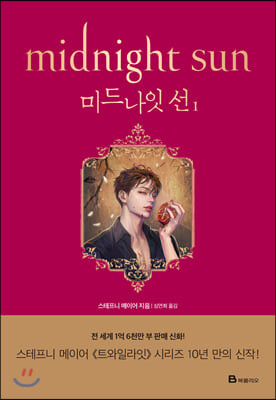 midnight sun
미드나잇 선 I
스테프니 메이어 지음 | 심연희 옮김
전 세계 1억 6천만 부 판매 신화!
스테프니 메이어 《트와일라잇》 시리즈 10년 만의 신작!
B 북폴리오
yes24